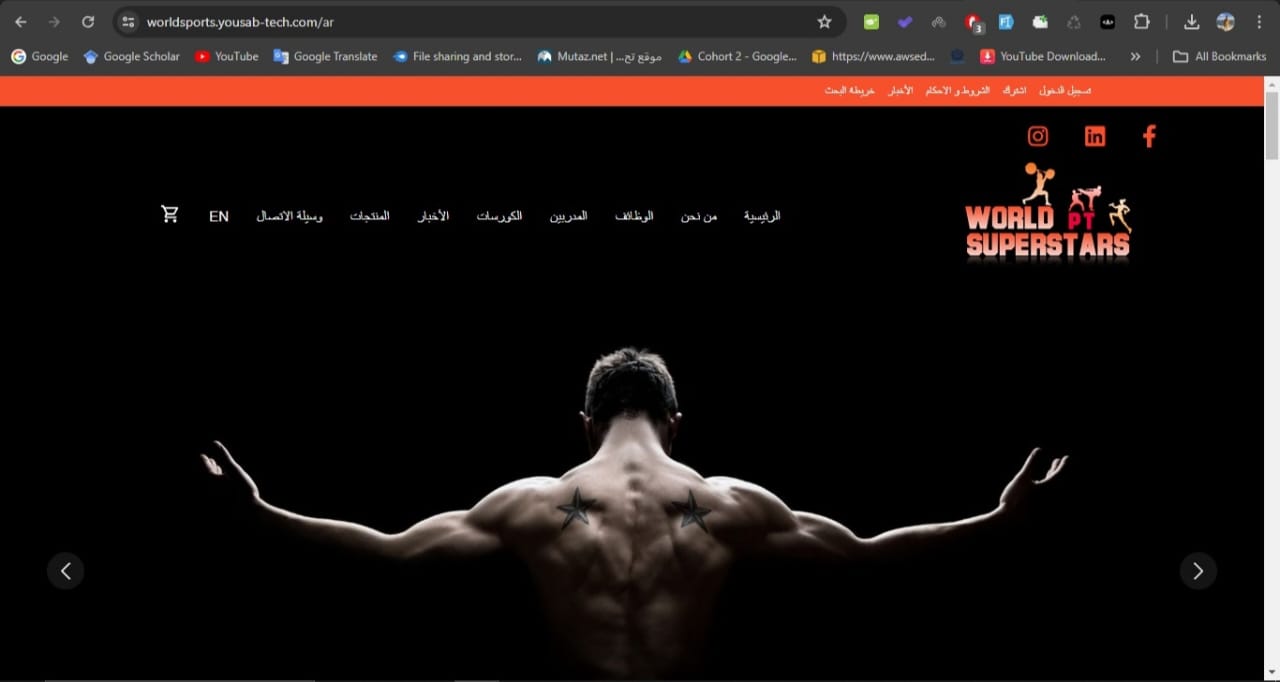 worldsports.yousab-tech.com/ar
3
Google Google Scholar YouTube Google Translate File sharing and stor... Mutaz.net | موقع تح... Cohort 2 - Google... https://www.awsed... YouTube Download... All Bookmarks
تسجيل الدخول اشترك الشروط و الاحكام الأخبار خريطة البحث
الرئيسية من نحن الوظائف المدربين الكورسات الأخبار المنتجات وسيلة الاتصال EN
WORLD PT
SUPERSTARS